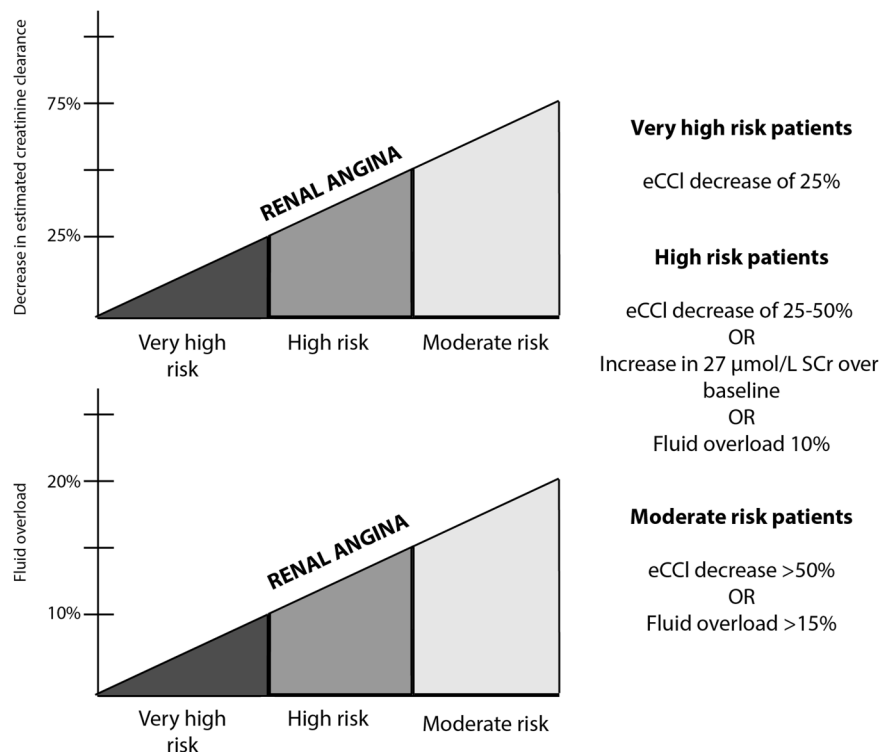 Decrease in estimated creatinine clearance
75%
25%
RENAL ANGINA
Very high
risk
High risk
Moderate risk
Fluid overload
20%
10%
RENAL ANGINA
Very high
risk
High risk
Moderate risk
Very high risk patients
eCCl decrease of 25%
High risk patients
eCCl decrease of 25-50%
OR
Increase in 27 μmol/L SCr over
baseline
OR
Fluid overload 10%
Moderate risk patients
eCCl decrease >50%
OR
Fluid overload >15%